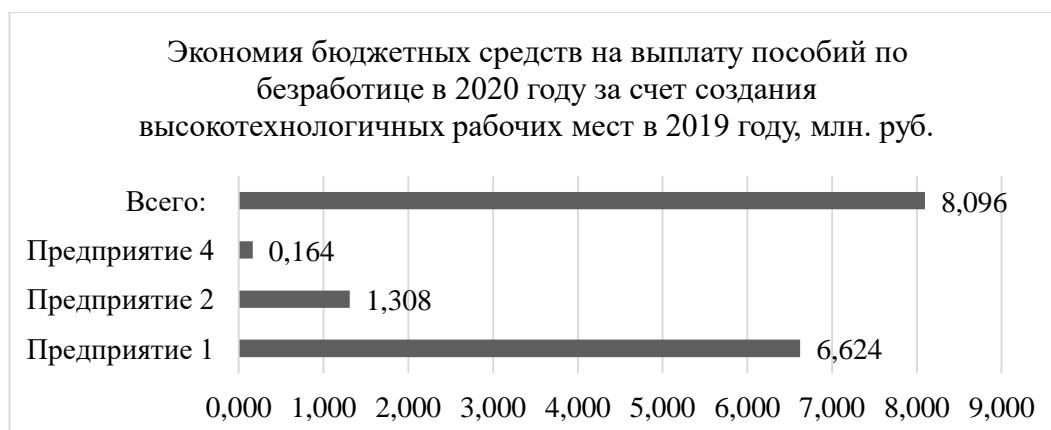 Экономия бюджетных средств на выплату пособий по
безработице в 2020 году за счет создания
высокотехнологичных рабочих мест в 2019 году, млн. руб.
Всего: 8,096
Предприятие 4 0,164
Предприятие 2 1,308
Предприятие 1 6,624
0,000 1,000 2,000 3,000 4,000 5,000 6,000 7,000 8,000 9,000